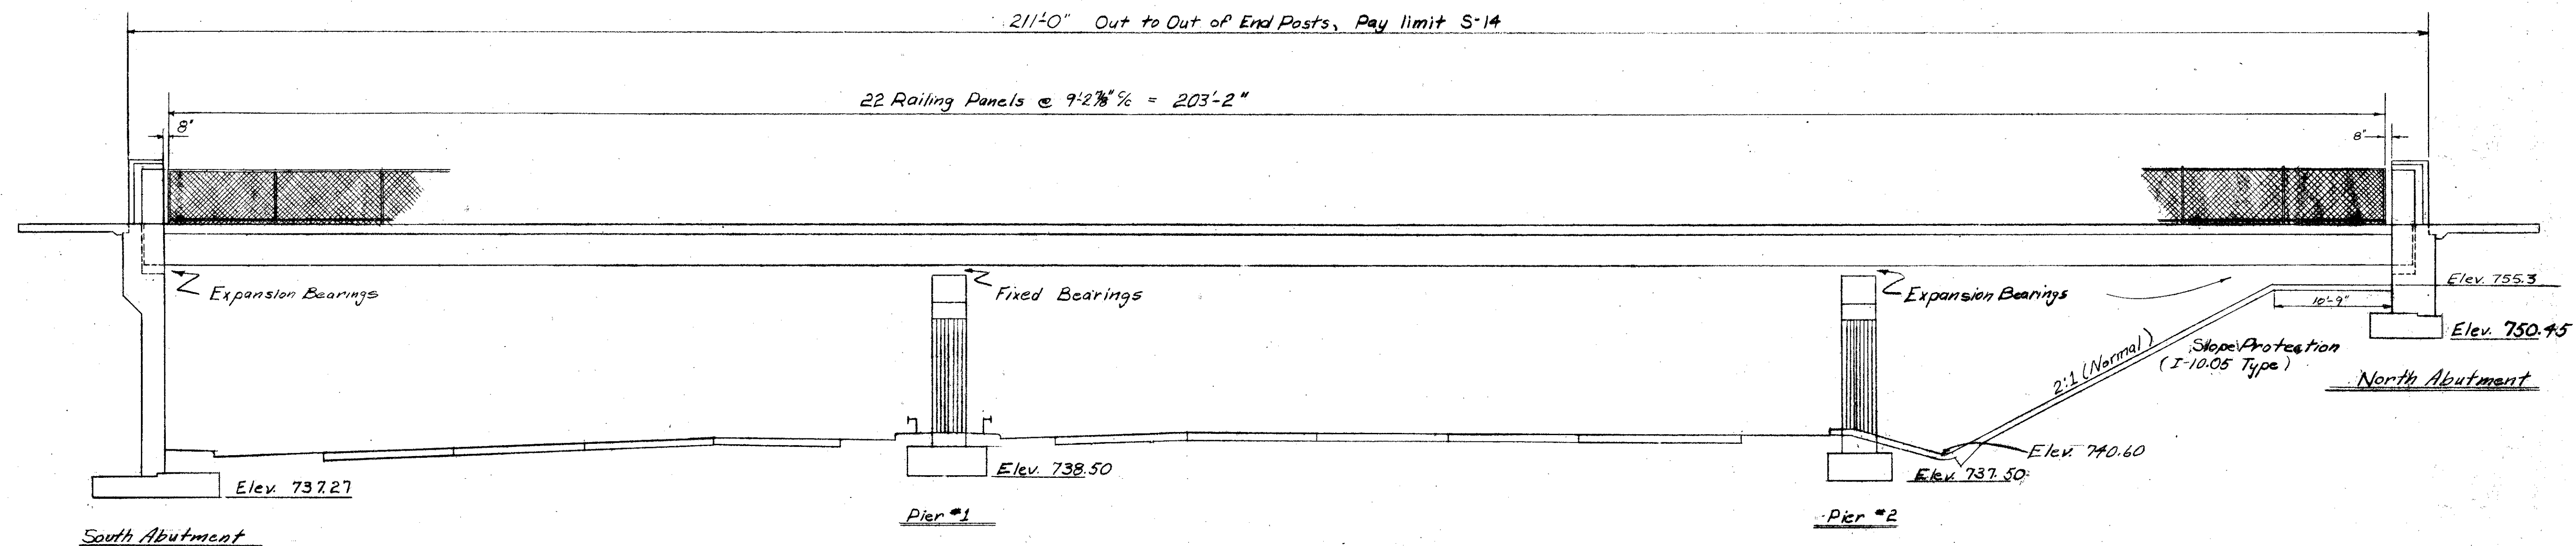 211'-0" Out to Out of End Posts, Pay limit S-14
22 Railing Panels @ 9'-2⅞" c/c = 203'-2"
8"
8"
Expansion Bearings
Fixed Bearings
Expansion Bearings
Elev. 755.3
10'-9"
Elev. 750.45
2:1 (Normal)
Slope Protection
(I-10.05 Type)
North Abutment
Elev. 740.60
Elev. 738.50
Elev. 737.50
Elev. 737.27
Pier #1
Pier #2
South Abutment